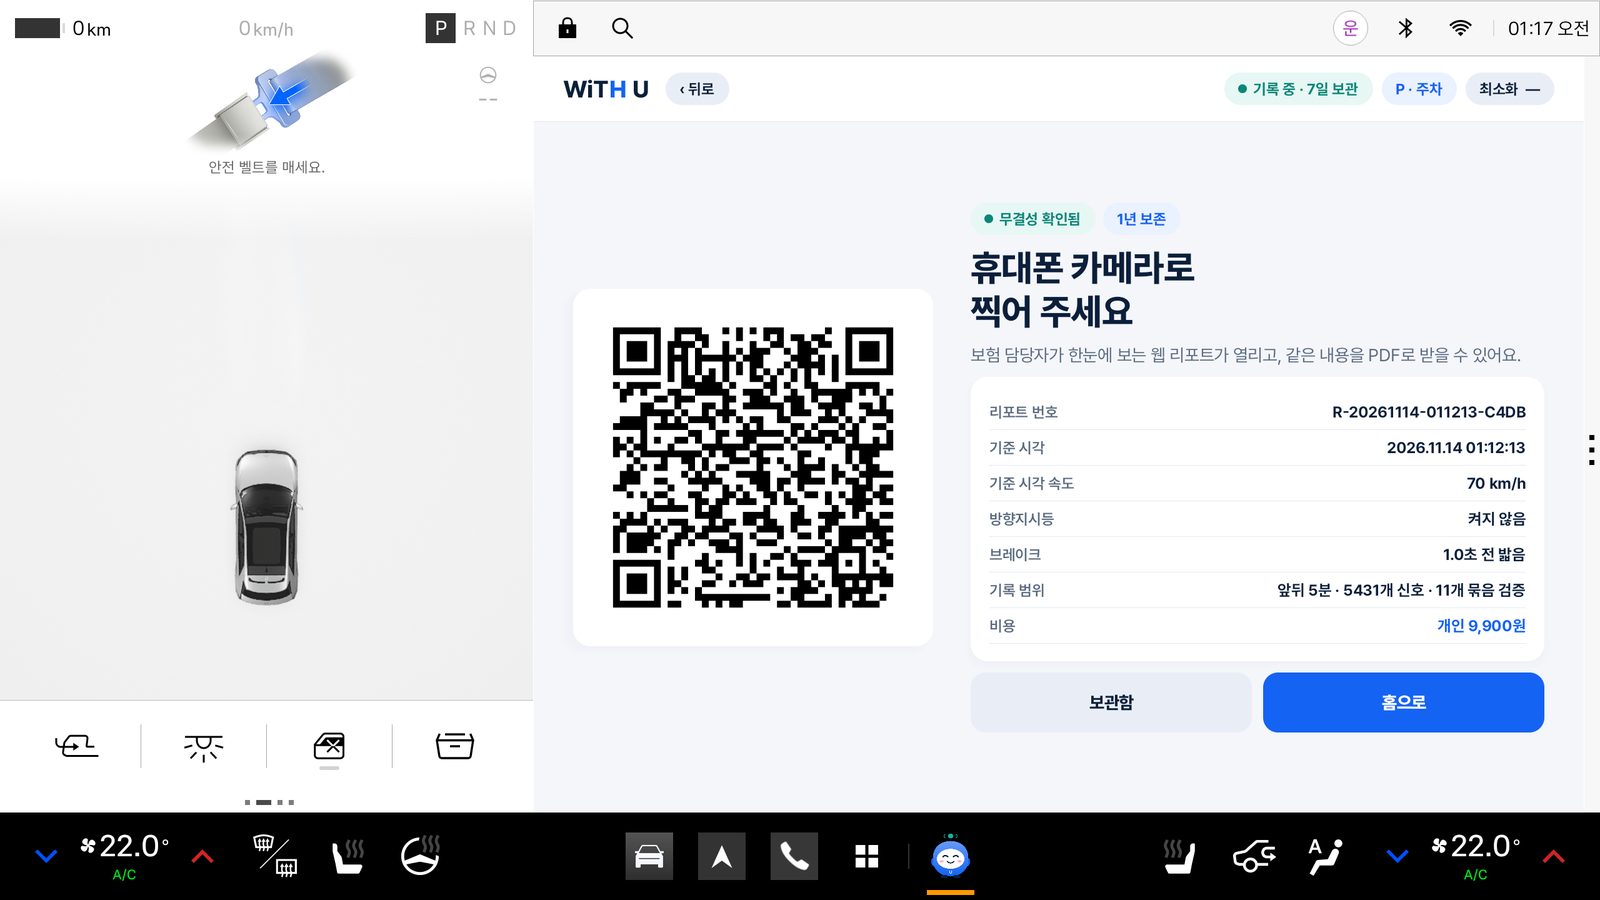 0 km
0 km/h
P R N D
안전 벨트를 매세요.
운
01:17 오전
WiTH U
‹ 뒤로
기록 중 · 7일 보관
P · 주차
최소화 —
무결성 확인됨
1년 보존
휴대폰 카메라로
찍어 주세요
보험 담당자가 한눈에 보는 웹 리포트가 열리고, 같은 내용을 PDF로 받을 수 있어요.
리포트 번호 R-20261114-011213-C4DB
기준 시각 2026.11.14 01:12:13
기준 시각 속도 70 km/h
방향지시등 켜지 않음
브레이크 1.0초 전 밟음
기록 범위 앞뒤 5분 · 5431개 신호 · 11개 묶음 검증
비용 개인 9,900원
보관함
홈으로
22.0°
A/C
A
22.0°
A/C